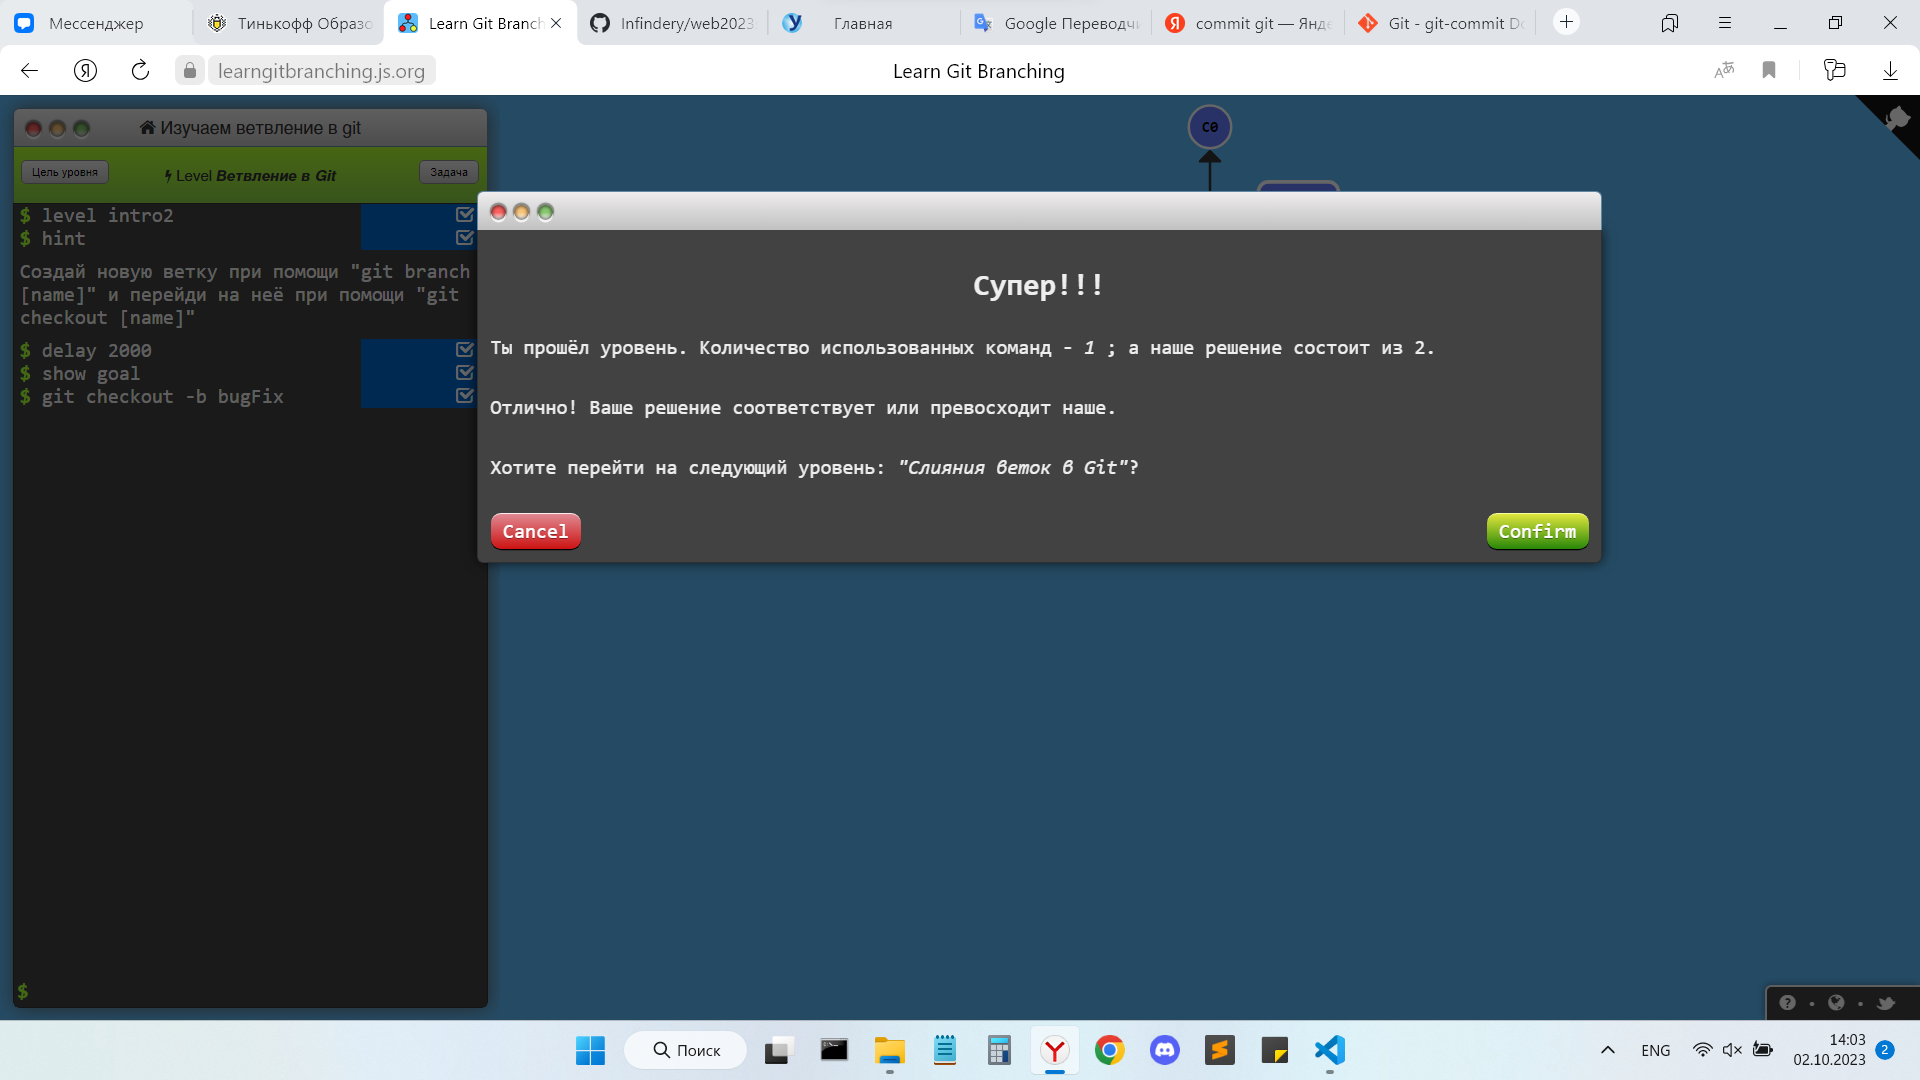 Мессенджер
Тинькофф Образо
Learn Git Branch
Infindery/web2023
Главная
Google Переводчи
commit git — Янде
Git - git-commit Do
learngitbranching.js.org
Learn Git Branching
Изучаем ветвление в git
Цель уровня
Level Ветвление в Git
Задача
$ level intro2
$ hint
Создай новую ветку при помощи "git branch
[name]" и перейди на неё при помощи "git
checkout [name]"
$ delay 2000
$ show goal
$ git checkout -b bugFix
$
C0
Супер!!!
Ты прошёл уровень. Количество использованных команд - 1 ; а наше решение состоит из 2.
Отлично! Ваше решение соответствует или превосходит наше.
Хотите перейти на следующий уровень: "Слияния веток в Git"?
Cancel
Confirm
Поиск
ENG
14:03
02.10.2023
2